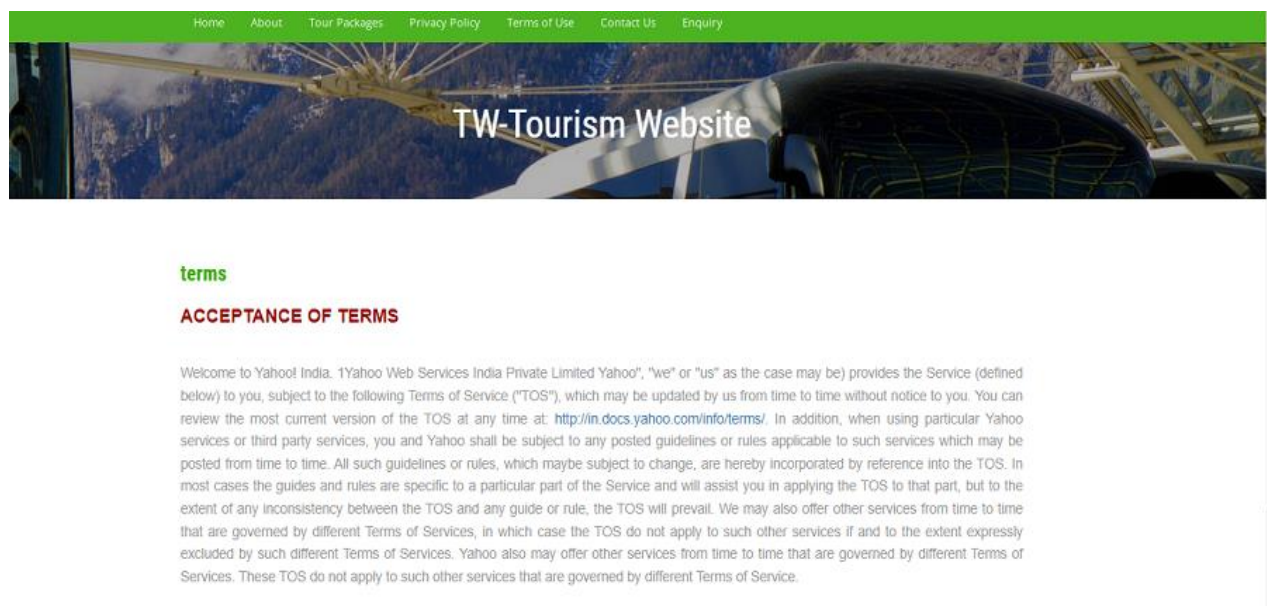 Home About Tour Packages Privacy Policy Terms of Use Contact Us Enquiry
TW-Tourism Website
terms
ACCEPTANCE OF TERMS
Welcome to Yahoo! India. 1Yahoo Web Services India Private Limited Yahoo", "we" or "us" as the case may be) provides the Service (defined
below) to you, subject to the following Terms of Service ("TOS"), which may be updated by us from time to time without notice to you. You can
review the most current version of the TOS at any time at: http://in.docs.yahoo.com/info/terms/. In addition, when using particular Yahoo
services or third party services, you and Yahoo shall be subject to any posted guidelines or rules applicable to such services which may be
posted from time to time. All such guidelines or rules, which maybe subject to change, are hereby incorporated by reference into the TOS. In
most cases the guides and rules are specific to a particular part of the Service and will assist you in applying the TOS to that part, but to the
extent of any inconsistency between the TOS and any guide or rule, the TOS will prevail. We may also offer other services from time to time
that are governed by different Terms of Services, in which case the TOS do not apply to such other services if and to the extent expressly
excluded by such different Terms of Services. Yahoo also may offer other services from time to time that are governed by different Terms of
Services. These TOS do not apply to such other services that are governed by different Terms of Service.